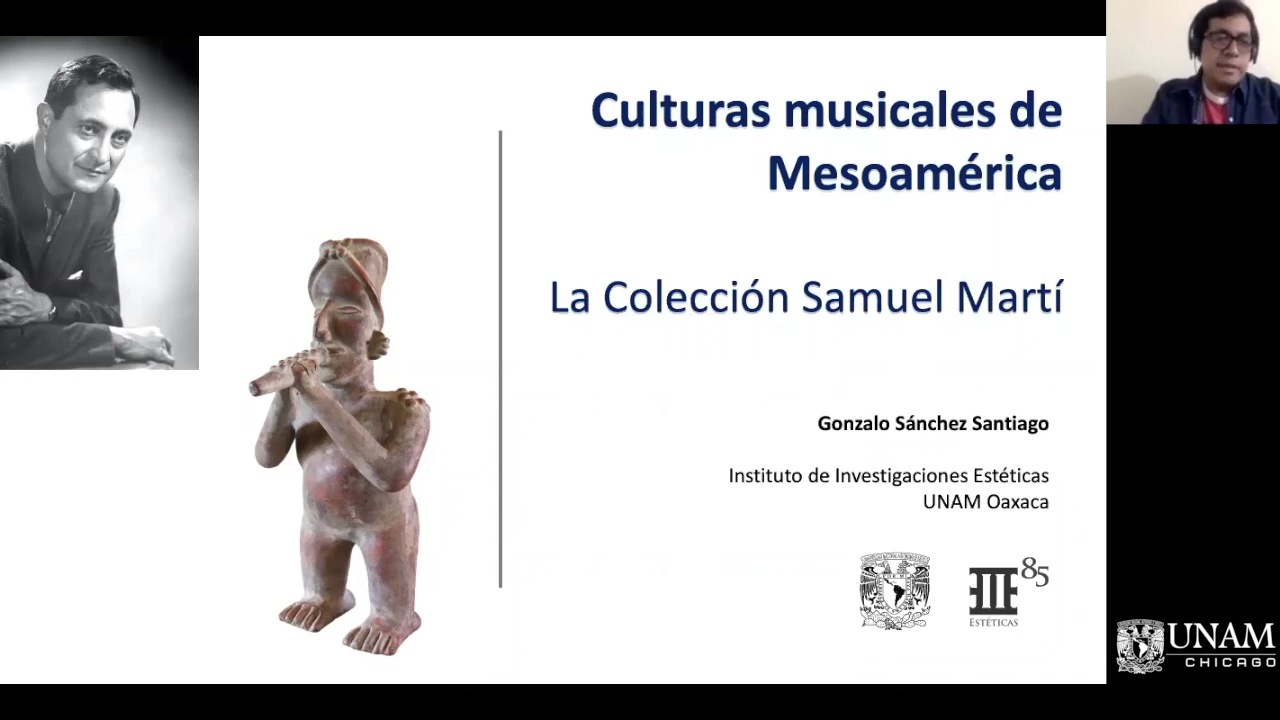 Culturas musicales de
Mesoamérica
La Colección Samuel Martí
Gonzalo Sánchez Santiago
Instituto de Investigaciones Estéticas
UNAM Oaxaca
85
ESTÉTICAS
UNAM
CHICAGO